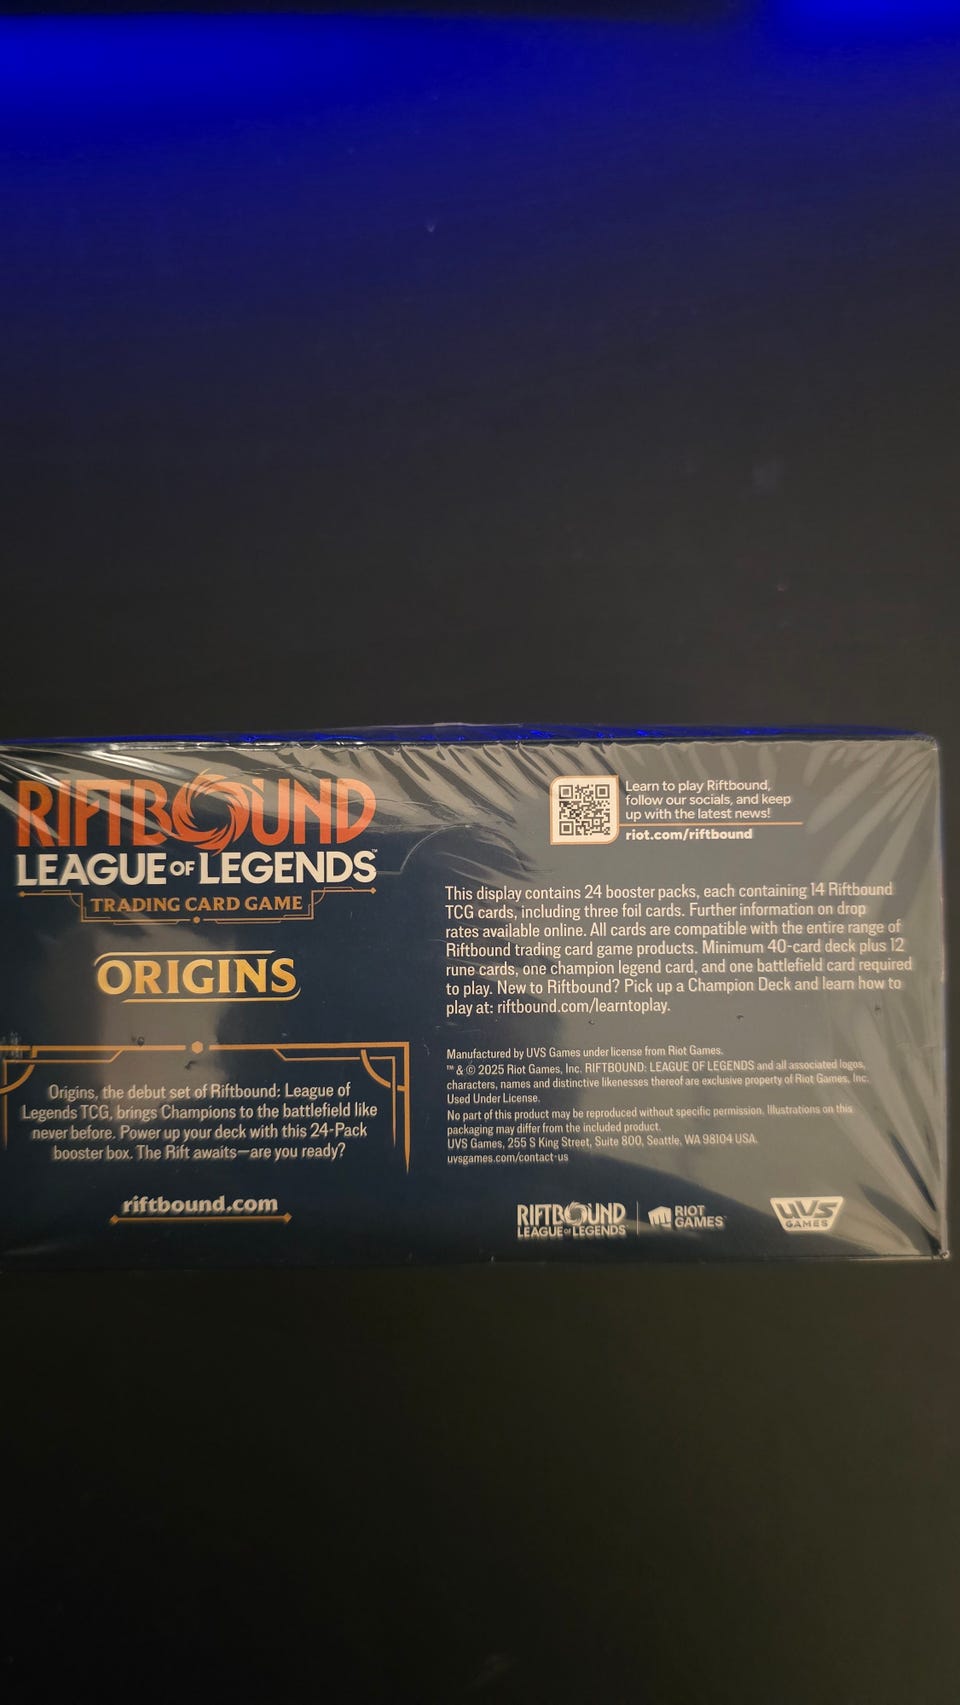 RIFTBOUND
LEAGUE OF LEGENDS™
TRADING CARD GAME
ORIGINS
Origins, the debut set of Riftbound: League of
Legends TCG, brings Champions to the battlefield like
never before. Power up your deck with this 24-Pack
booster box. The Rift awaits—are you ready?
riftbound.com
Learn to play Riftbound,
follow our socials, and keep
up with the latest news!
riot.com/riftbound
This display contains 24 booster packs, each containing 14 Riftbound
TCG cards, including three foil cards. Further information on drop
rates available online. All cards are compatible with the entire range of
Riftbound trading card game products. Minimum 40-card deck plus 12
rune cards, one champion legend card, and one battlefield card required
to play. New to Riftbound? Pick up a Champion Deck and learn how to
play at: riftbound.com/learntoplay.
Manufactured by UVS Games under license from Riot Games.
™ & © 2025 Riot Games, Inc. RIFTBOUND: LEAGUE OF LEGENDS and all associated logos,
characters, names and distinctive likenesses thereof are exclusive property of Riot Games, Inc.
Used Under License.
No part of this product may be reproduced without specific permission. Illustrations on this
packaging may differ from the included product.
UVS Games, 255 S King Street, Suite 800, Seattle, WA 98104 USA.
uvsgames.com/contact-us
RIFTBOUND
LEAGUE OF LEGENDS
RIOT
GAMES
UVS
GAMES